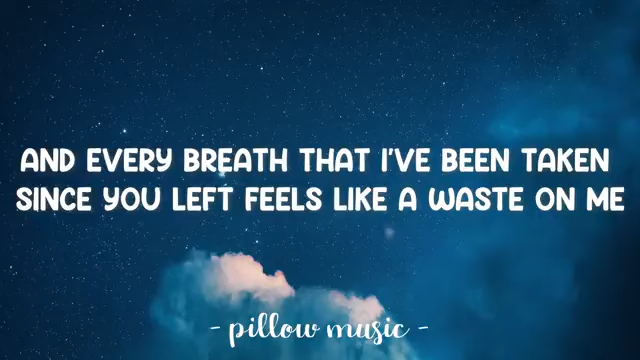 AND EVERY BREATH THAT I'VE BEEN TAKEN
SINCE YOU LEFT FEELS LIKE A WASTE ON ME
- pillow music -